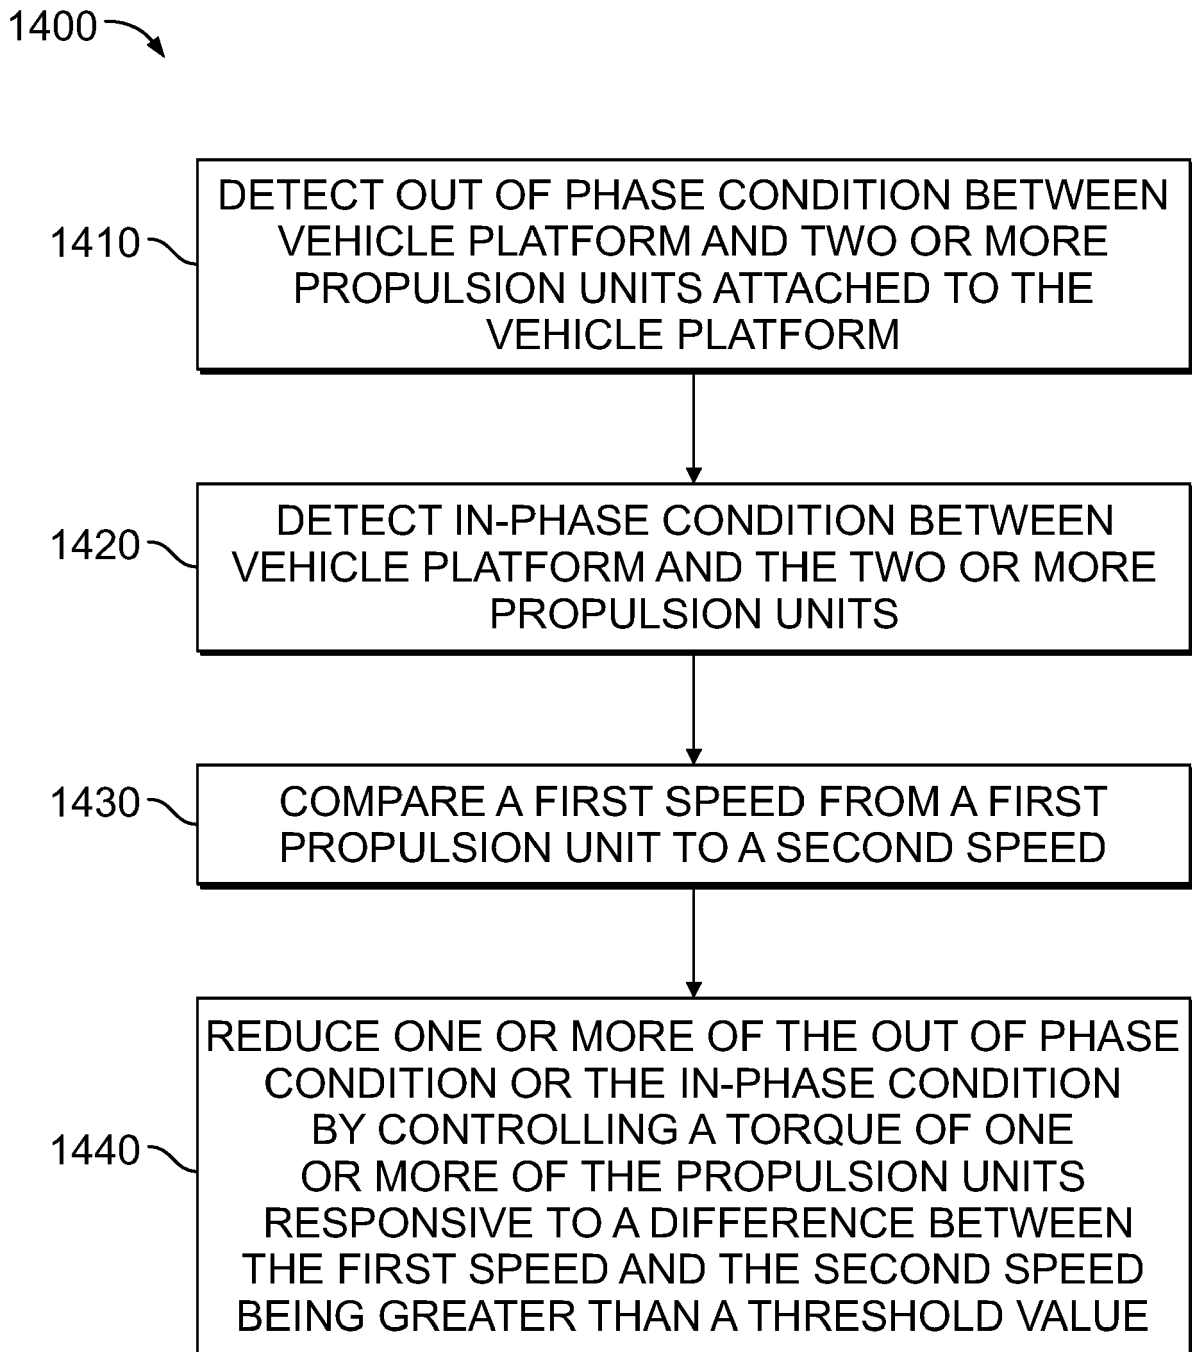 1400
1410
DETECT OUT OF PHASE CONDITION BETWEEN
VEHICLE PLATFORM AND TWO OR MORE
PROPULSION UNITS ATTACHED TO THE
VEHICLE PLATFORM
1420
DETECT IN-PHASE CONDITION BETWEEN
VEHICLE PLATFORM AND THE TWO OR MORE
PROPULSION UNITS
1430
COMPARE A FIRST SPEED FROM A FIRST
PROPULSION UNIT TO A SECOND SPEED
1440
REDUCE ONE OR MORE OF THE OUT OF PHASE
CONDITION OR THE IN-PHASE CONDITION
BY CONTROLLING A TORQUE OF ONE
OR MORE OF THE PROPULSION UNITS
RESPONSIVE TO A DIFFERENCE BETWEEN
THE FIRST SPEED AND THE SECOND SPEED
BEING GREATER THAN A THRESHOLD VALUE